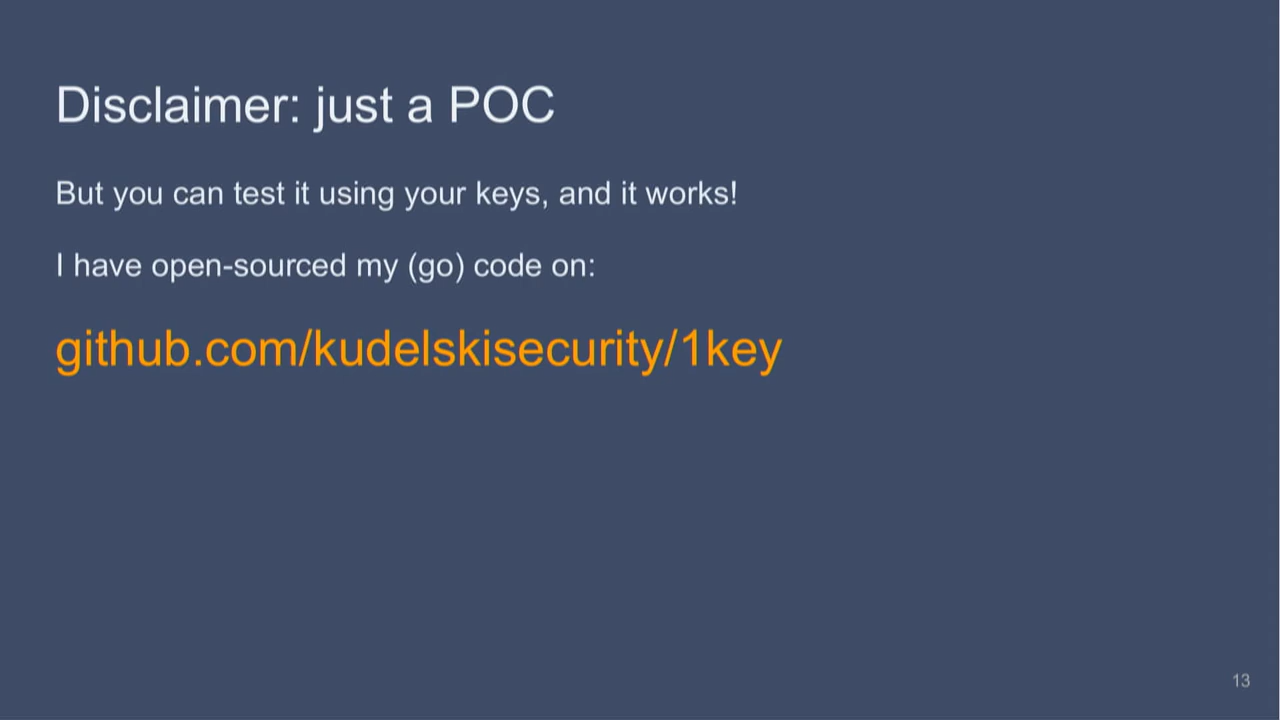 Disclaimer: just a POC
But you can test it using your keys, and it works!
I have open-sourced my (go) code on:
github.com/kudelskisecurity/1key
13